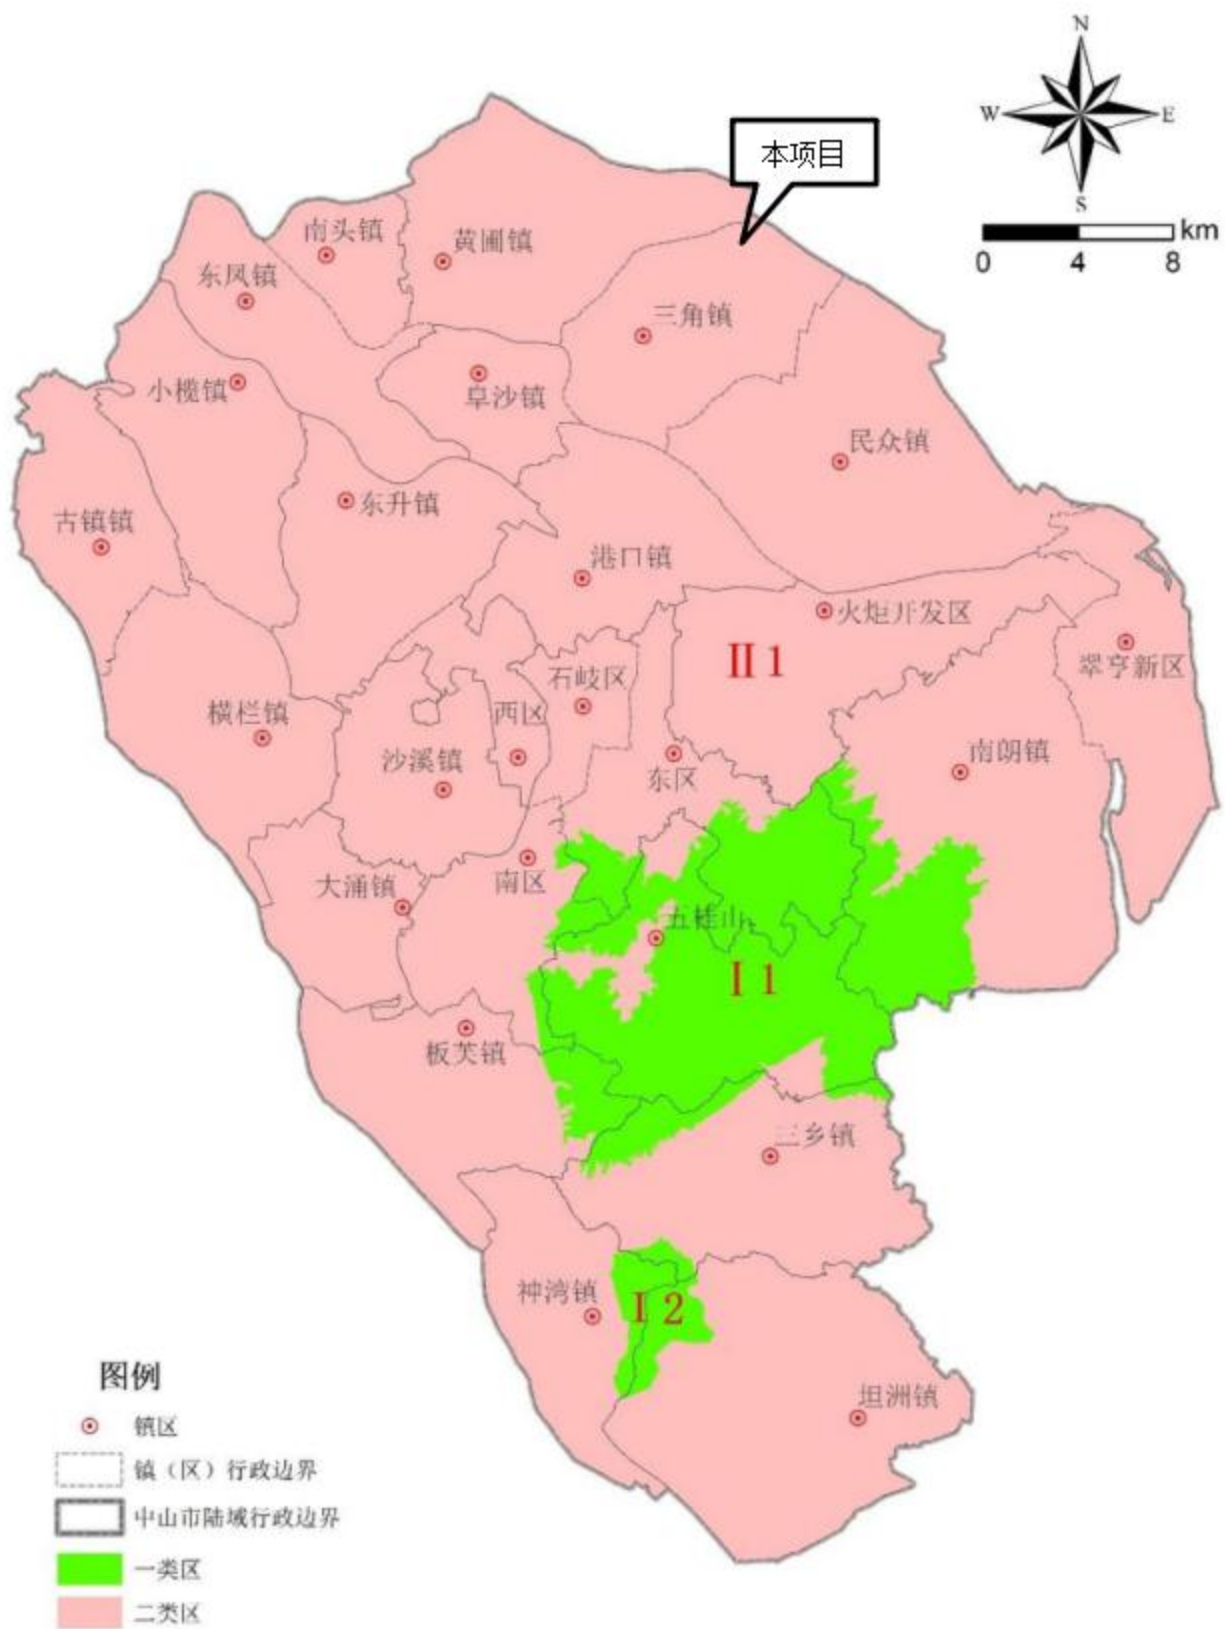 N
W
E
S
km
0 4 8
本项目
南头镇
黄圃镇
东凤镇
三角镇
小榄镇
阜沙镇
民众镇
东升镇
古镇镇
港口镇
火炬开发区
II 1
翠亨新区
石岐区
西区
横栏镇
沙溪镇
东区
南朗镇
大涌镇
南区
五桂山
I 1
板芙镇
三乡镇
神湾镇
I 2
坦洲镇
图例
镇区
镇（区）行政边界
中山市陆域行政边界
一类区
二类区